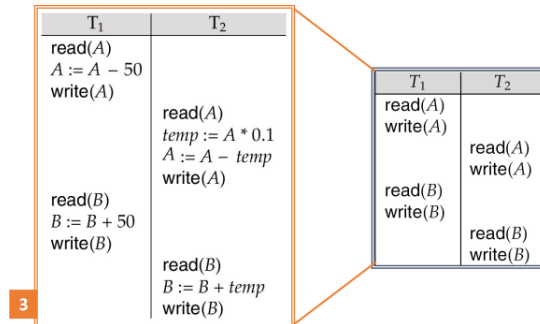 T1 T2
read(A)
A := A − 50
write(A)
read(A)
temp := A * 0.1
A := A − temp
write(A)
read(B)
B := B + 50
write(B)
read(B)
B := B + temp
write(B)
3
T1 T2
read(A)
write(A)
read(A)
write(A)
read(B)
write(B)
read(B)
write(B)